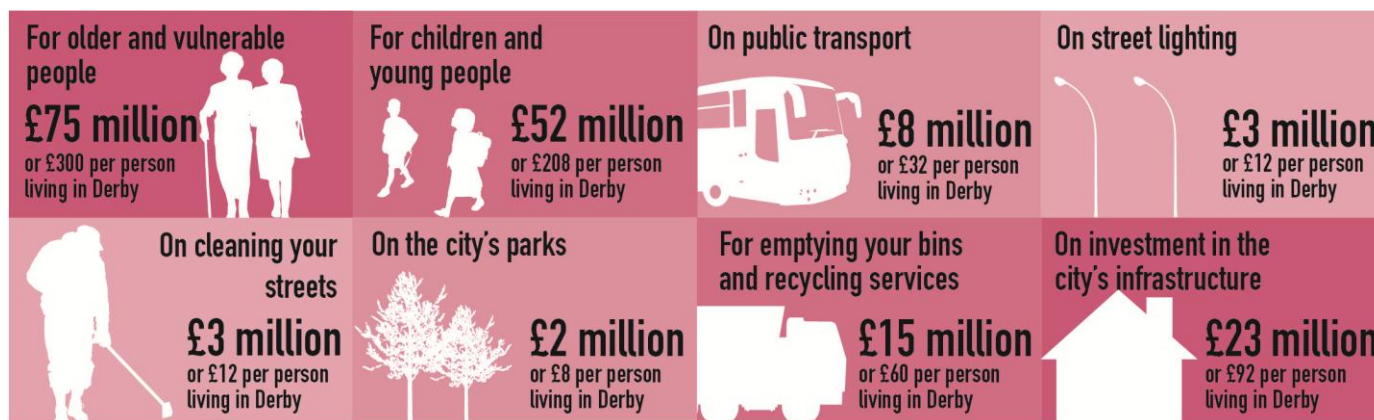 For older and vulnerable
people
£75 million
or £300 per person
living in Derby
For children and
young people
£52 million
or £208 per person
living in Derby
On public transport
£8 million
or £32 per person
living in Derby
On street lighting
£3 million
or £12 per person
living in Derby
On cleaning your
streets
£3 million
or £12 per person
living in Derby
On the city's parks
£2 million
or £8 per person
living in Derby
For emptying your bins
and recycling services
£15 million
or £60 per person
living in Derby
On investment in the
city's infrastructure
£23 million
or £92 per person
living in Derby